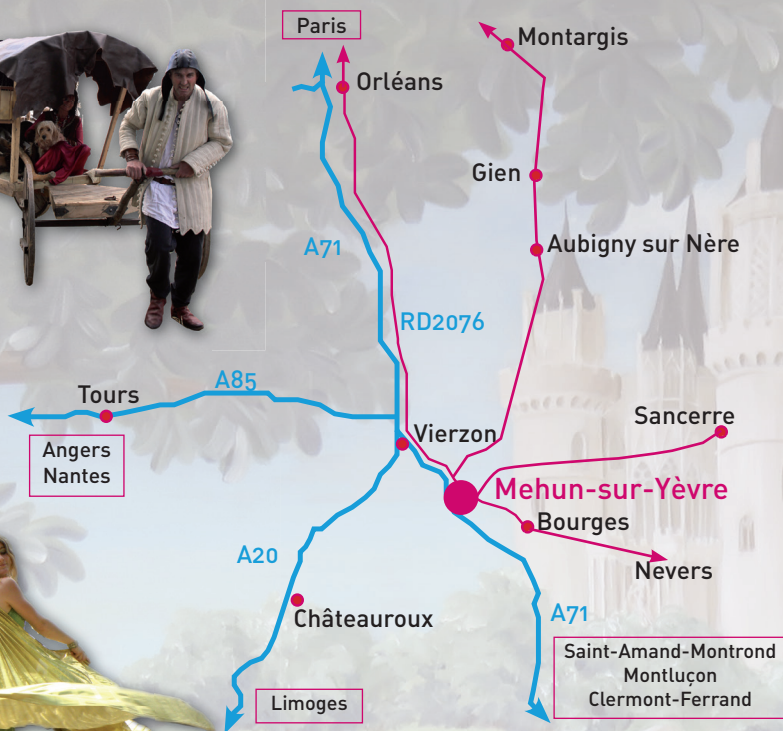 Paris
Montargis
Orléans
Gien
Aubigny sur Nère
A71
RD2076
A85
Tours
Angers
Nantes
Vierzon
Sancerre
Mehun-sur-Yèvre
Bourges
Nevers
A20
Châteauroux
A71
Limoges
Saint-Amand-Montrond
Montluçon
Clermont-Ferrand